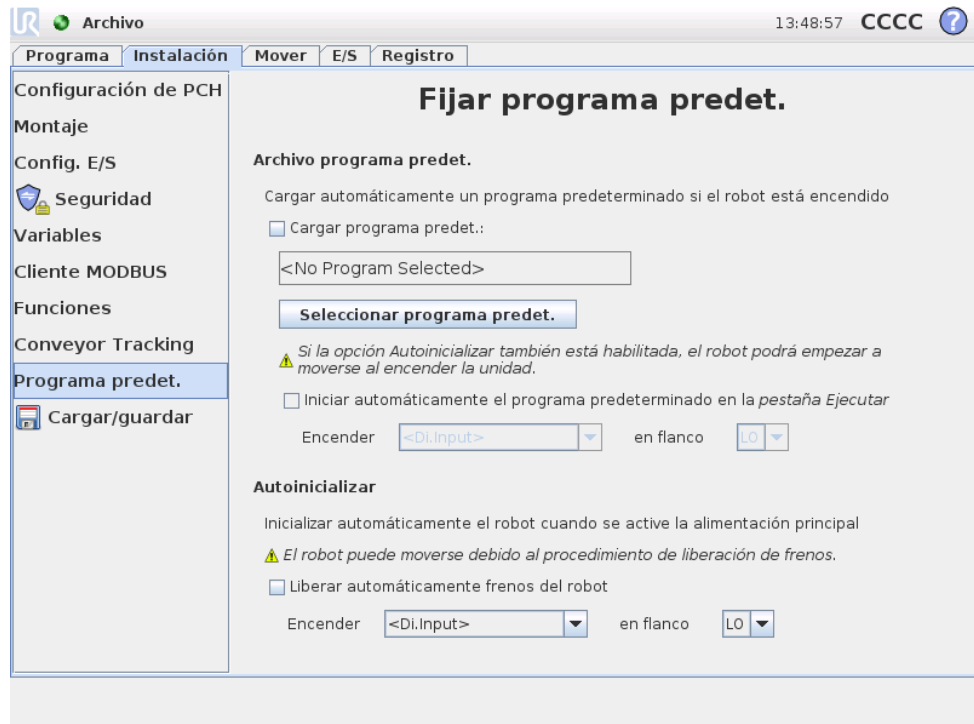 UR Archivo 13:48:57 CCCC ?
Programa Instalación Mover E/S Registro
Configuración de PCH
Montaje
Config. E/S
Seguridad
Variables
Cliente MODBUS
Funciones
Conveyor Tracking
Programa predet.
Cargar/guardar
Fijar programa predet.
Archivo programa predet.
Cargar automáticamente un programa predeterminado si el robot está encendido
Cargar programa predet.:
<No Program Selected>
Seleccionar programa predet.
Si la opción Autoinicializar también está habilitada, el robot podrá empezar a
moverse al encender la unidad.
Iniciar automáticamente el programa predeterminado en la pestaña Ejecutar
Encender <Di.Input> en flanco LO
Autoinicializar
Inicializar automáticamente el robot cuando se active la alimentación principal
El robot puede moverse debido al procedimiento de liberación de frenos.
Liberar automáticamente frenos del robot
Encender <Di.Input> en flanco LO